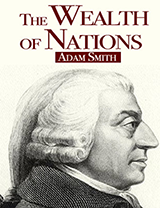 THE WEALTH
OF NATIONS
ADAM SMITH